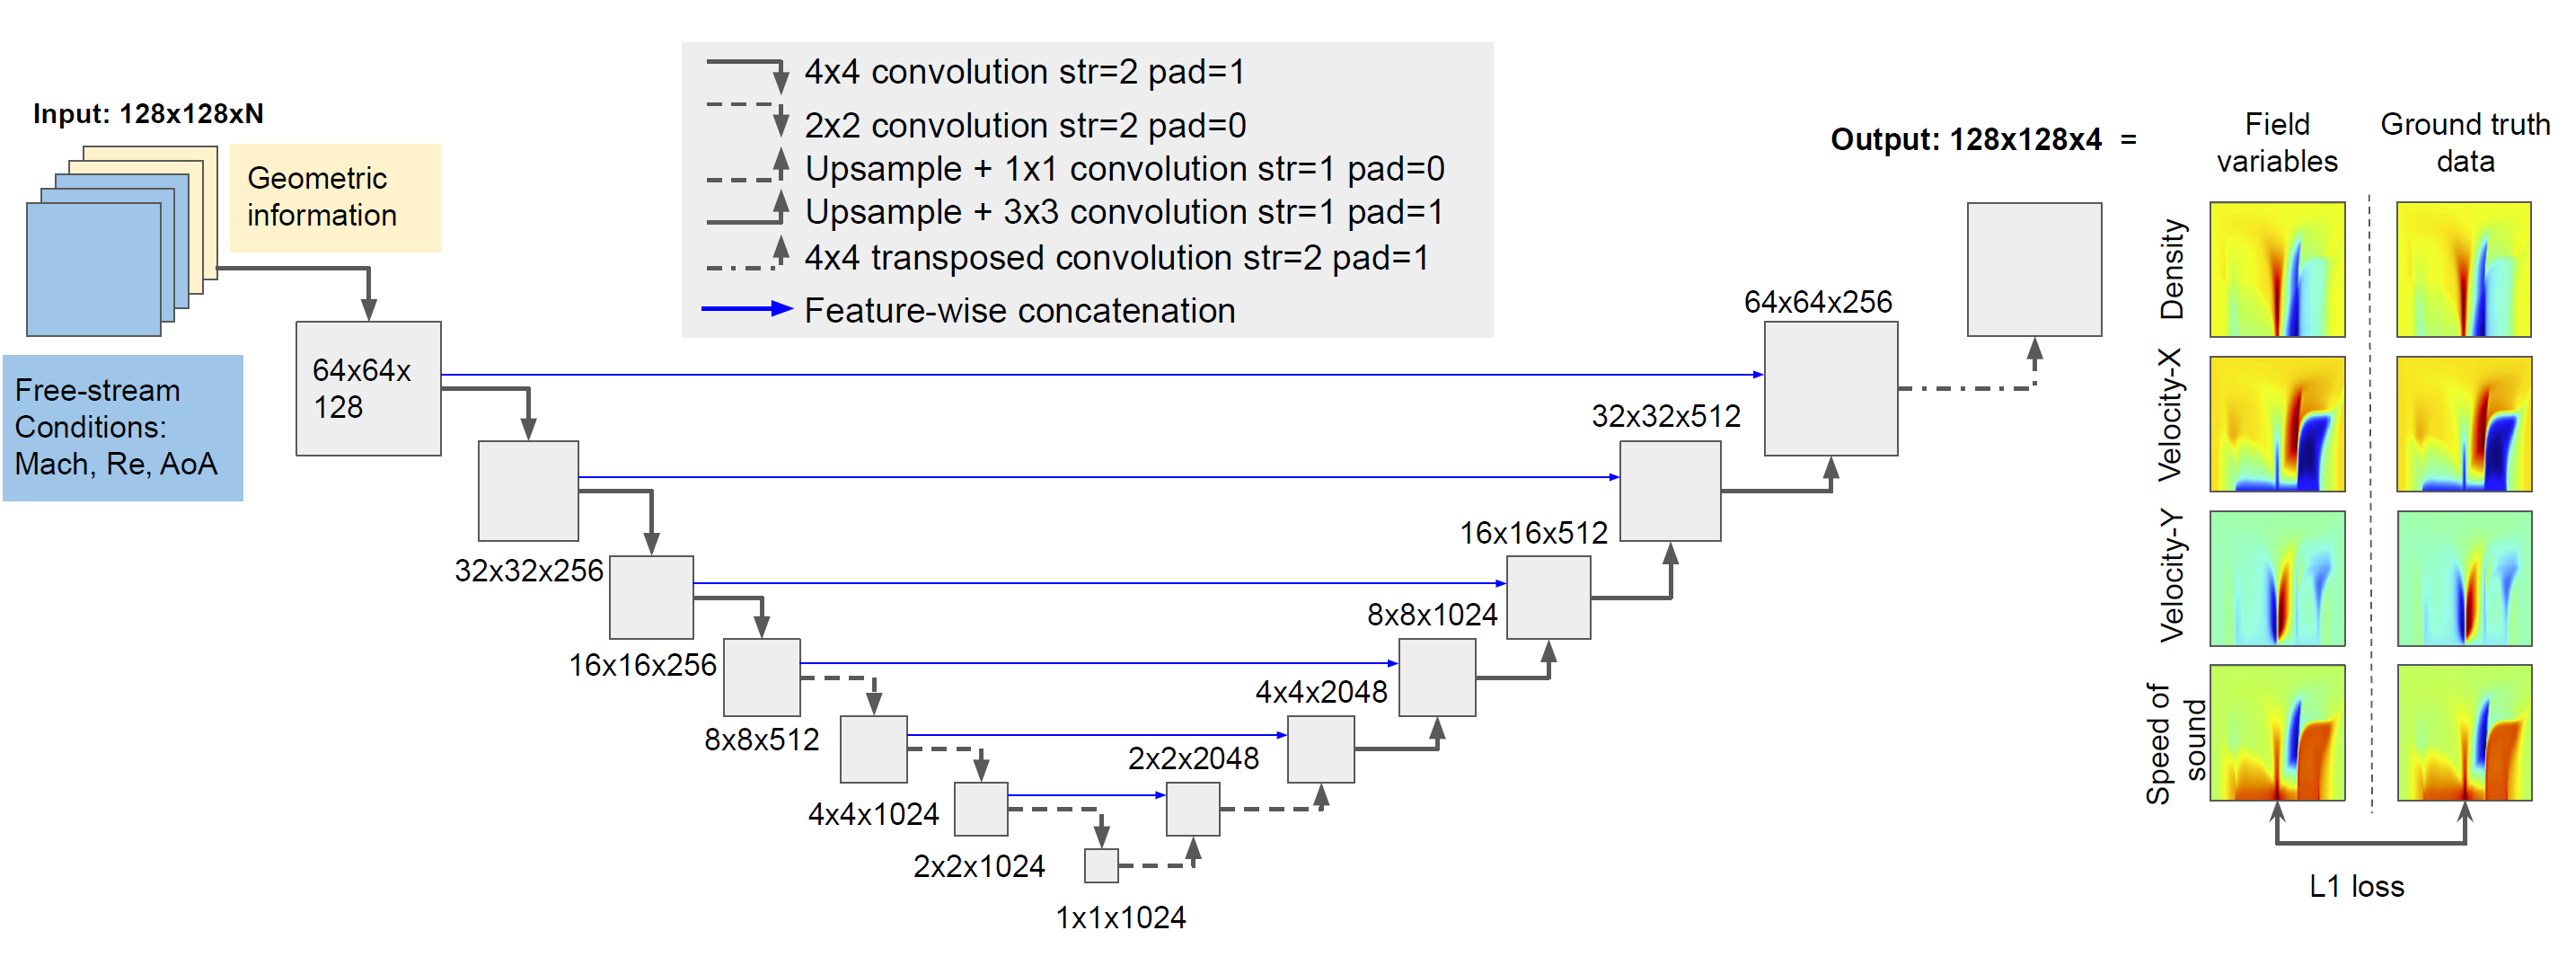 Input: 128x128xN
Geometric
information
Free-stream
Conditions:
Mach, Re, AoA
4x4 convolution str=2 pad=1
2x2 convolution str=2 pad=0
Upsample + 1x1 convolution str=1 pad=0
Upsample + 3x3 convolution str=1 pad=1
4x4 transposed convolution str=2 pad=1
Feature-wise concatenation
64x64x
128
32x32x256
16x16x256
8x8x512
4x4x1024
2x2x1024
1x1x1024
2x2x2048
4x4x2048
8x8x1024
16x16x512
32x32x512
64x64x256
Output: 128x128x4 =
Field
variables
Ground truth
data
Density
Velocity-X
Velocity-Y
Speed of
sound
L1 loss